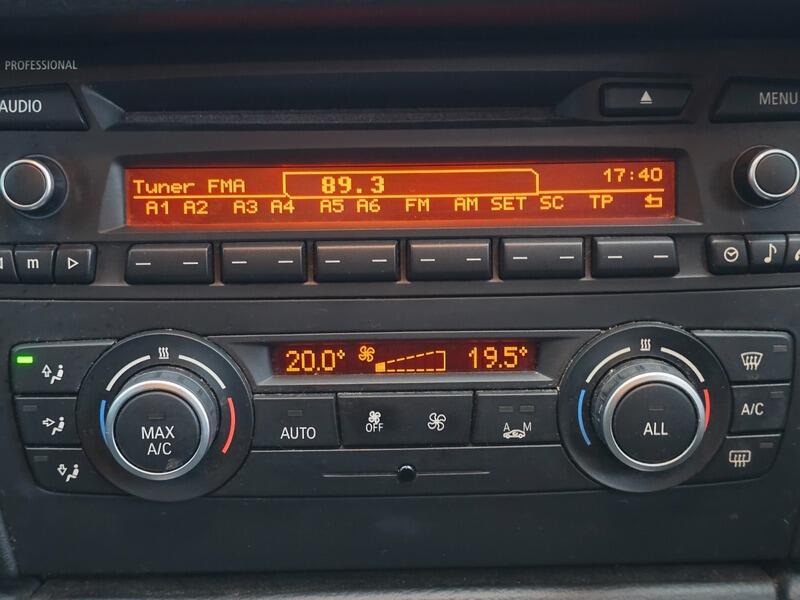 PROFESSIONAL
AUDIO
MENU
Tuner FMA 89.3 17:40
A1 A2 A3 A4 A5 A6 FM AM SET SC TP
m
20.0° 19.5°
MAX
A/C
AUTO
OFF
A M
ALL
A/C